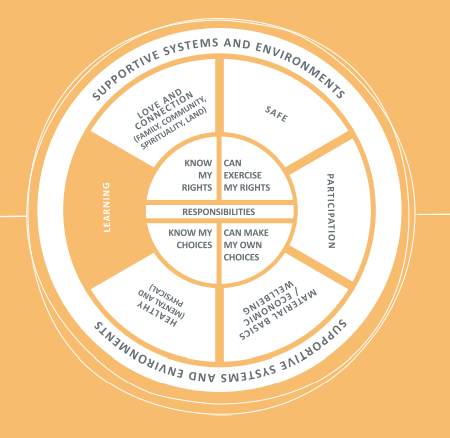 SUPPORTIVE SYSTEMS AND ENVIRONMENTS
LOVE AND
CONNECTION
(FAMILY, COMMUNITY,
SPIRITUALITY, LAND)
SAFE
LEARNING
KNOW
MY
RIGHTS
CAN
EXERCISE
MY RIGHTS
RESPONSIBILITIES
KNOW MY
CHOICES
CAN MAKE
MY OWN
CHOICES
PARTICIPATION
HEALTHY
(MENTAL AND
PHYSICAL)
MATERIAL BASICS
/ ECONOMIC
WELLBEING
SUPPORTIVE SYSTEMS AND ENVIRONMENTS